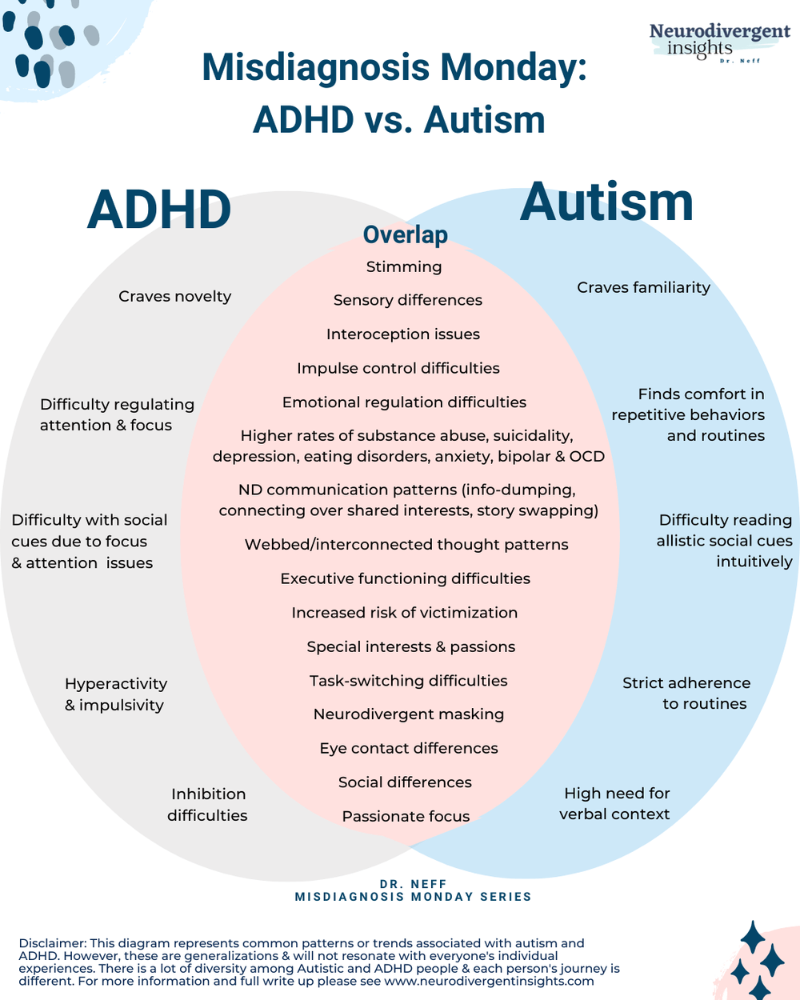 Neurodivergent
insights
Dr. Neff
Misdiagnosis Monday:
ADHD vs. Autism
ADHD
Craves novelty
Difficulty regulating
attention & focus
Difficulty with social
cues due to focus
& attention issues
Hyperactivity
& impulsivity
Inhibition
difficulties
Overlap
Stimming
Sensory differences
Interoception issues
Impulse control difficulties
Emotional regulation difficulties
Higher rates of substance abuse, suicidality,
depression, eating disorders, anxiety, bipolar & OCD
ND communication patterns (info-dumping,
connecting over shared interests, story swapping)
Webbed/interconnected thought patterns
Executive functioning difficulties
Increased risk of victimization
Special interests & passions
Task-switching difficulties
Neurodivergent masking
Eye contact differences
Social differences
Passionate focus
Autism
Craves familiarity
Finds comfort in
repetitive behaviors
and routines
Difficulty reading
allistic social cues
intuitively
Strict adherence
to routines
High need for
verbal context
DR. NEFF
MISDIAGNOSIS MONDAY SERIES
Disclaimer: This diagram represents common patterns or trends associated with autism and
ADHD. However, these are generalizations & will not resonate with everyone's individual
experiences. There is a lot of diversity among Autistic and ADHD people & each person's journey is
different. For more information and full write up please see www.neurodivergentinsights.com